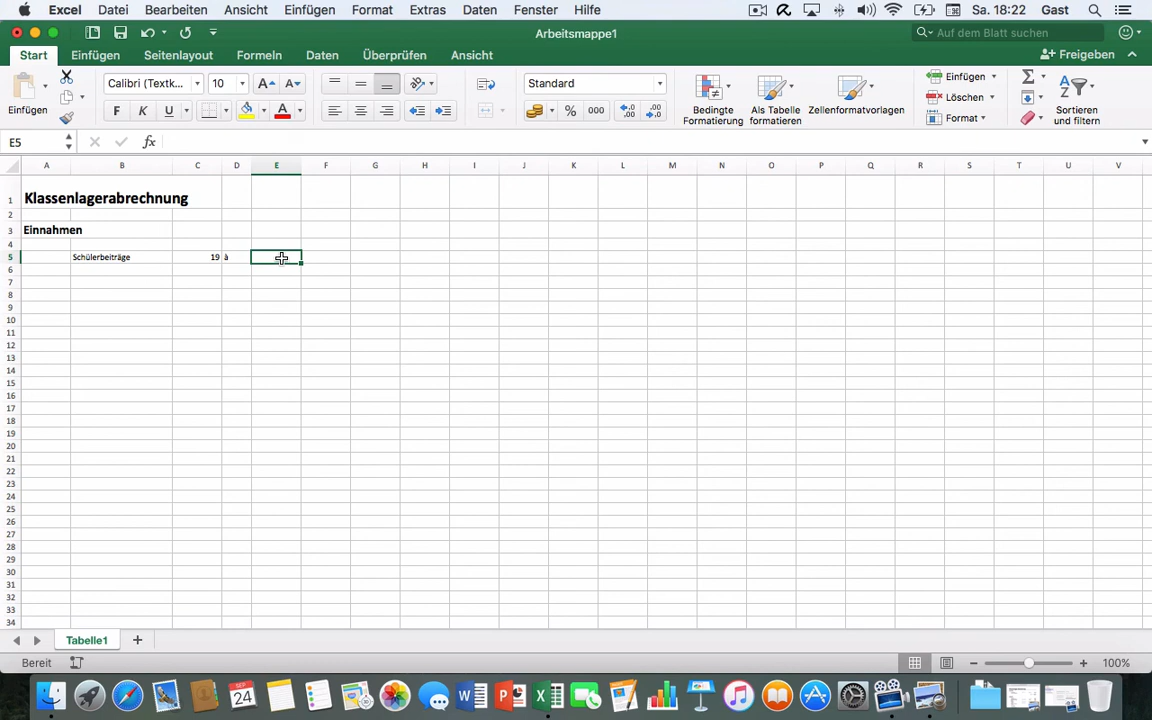 Excel Datei Bearbeiten Ansicht Einfügen Format Extras Daten Fenster Hilfe Sa. 18:22 Gast
Arbeitsmappe1 Auf dem Blatt suchen
Start Einfügen Seitenlayout Formeln Daten Überprüfen Ansicht Freigeben
Einfügen Calibri (Textk... 10 A A Standard Bedingte Formatierung Als Tabelle formatieren Zellenformatvorlagen Einfügen Löschen Format Sortieren und filtern
F K U A % 000
E5 fx
A B C D E F G H I J K L M N O P Q R S T U V
1 Klassenlagerabrechnung
2
3 Einnahmen
4
5 Schülerbeiträge 19 à
6
7
8
9
10
11
12
13
14
15
16
17
18
19
20
21
22
23
24
25
26
27
28
29
30
31
32
33
34
Tabelle1
Bereit 100%
SEP
24